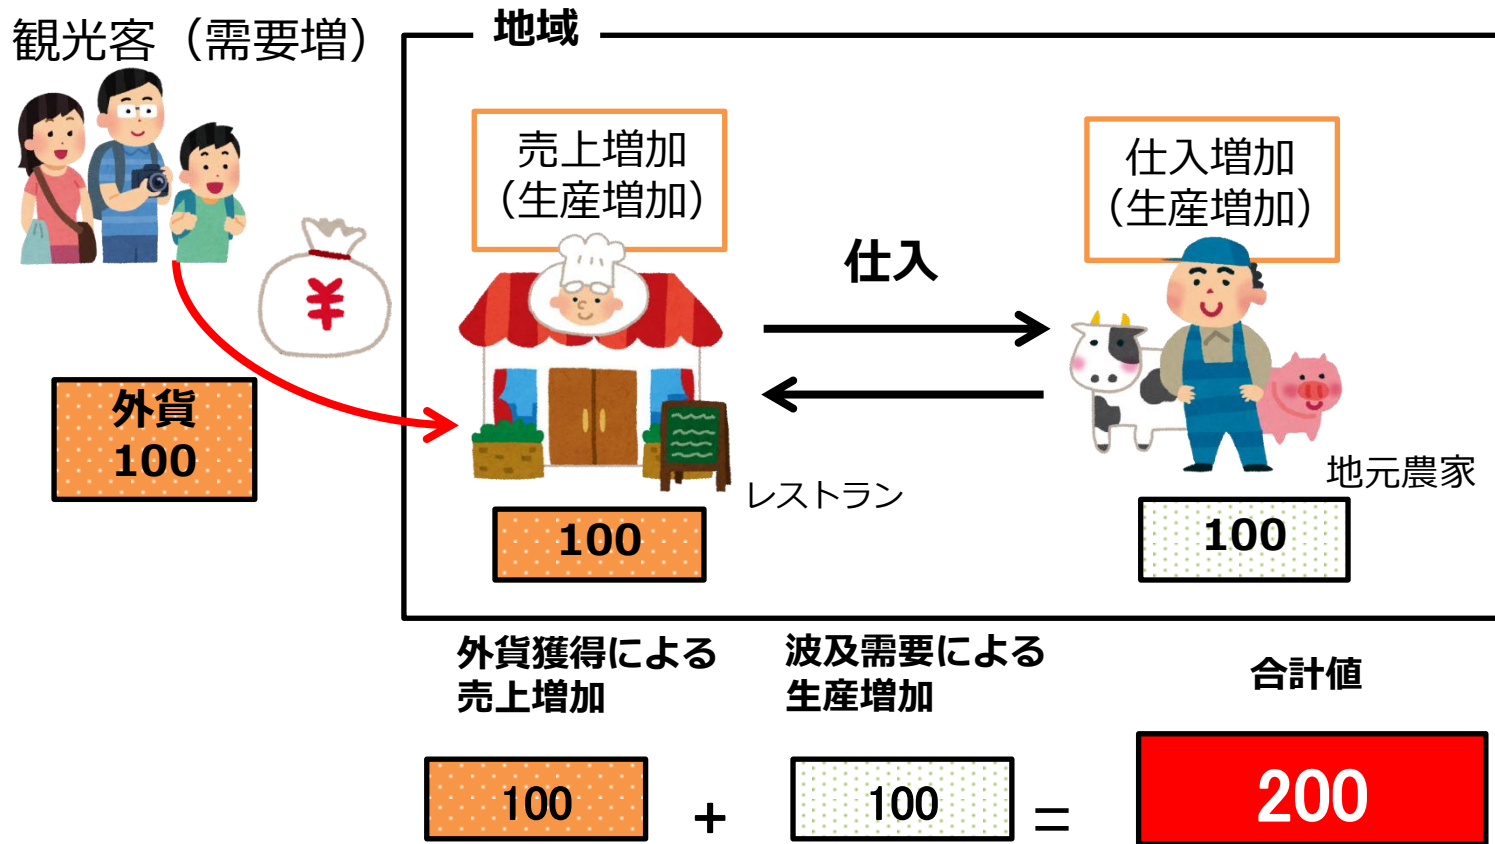 観光客（需要増）
地域
売上増加
（生産増加）
仕入増加
（生産増加）
仕入
¥
外貨
100
レストラン
地元農家
100
100
外貨獲得による
売上増加
波及需要による
生産増加
合計値
100
+
100
=
200